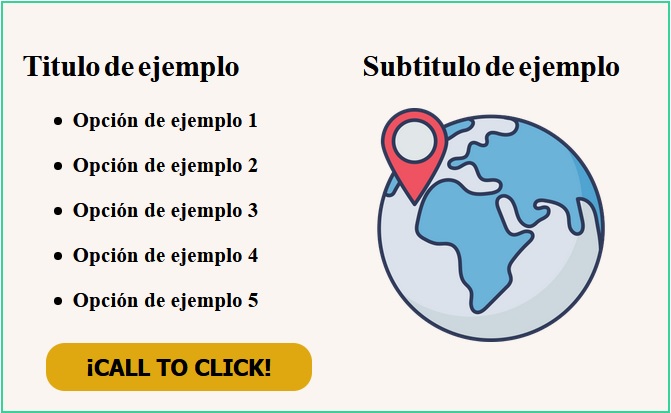 Titulo de ejemplo
Subtitulo de ejemplo
Opción de ejemplo 1
Opción de ejemplo 2
Opción de ejemplo 3
Opción de ejemplo 4
Opción de ejemplo 5
¡CALL TO CLICK!